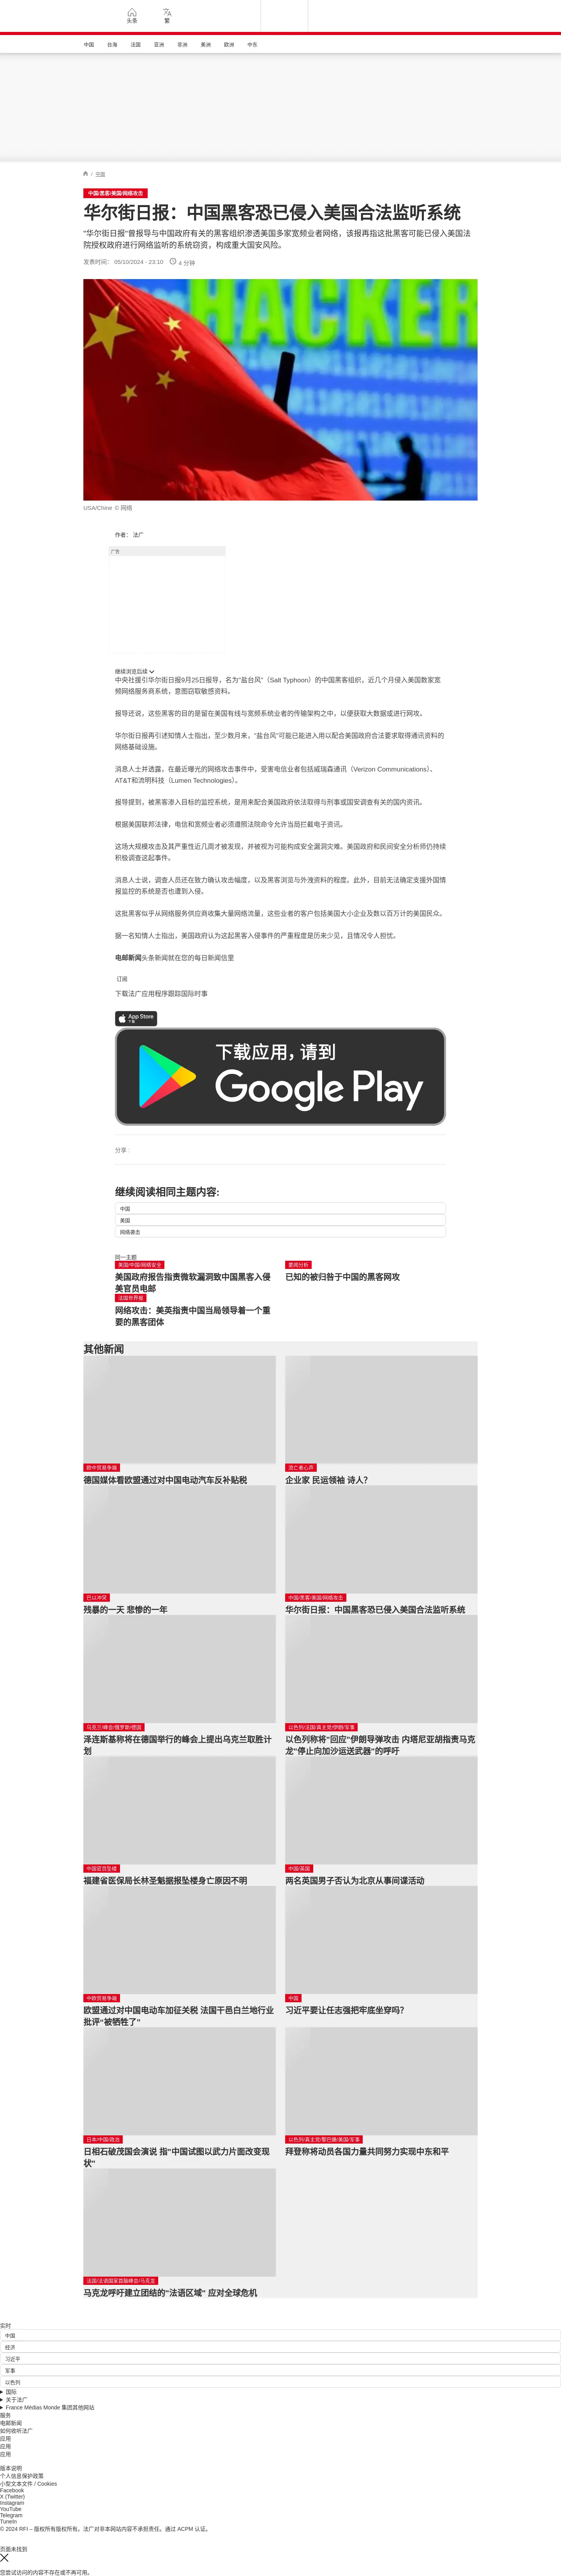 头条
繁
中国 台海 法国 亚洲 非洲 美洲 欧洲 中东
/ 中国
中国/黑客/美国/网络攻击
华尔街日报：中国黑客恐已侵入美国合法监听系统
"华尔街日报"曾报导与中国政府有关的黑客组织渗透美国多家宽频业者网络，该报再指这批黑客可能已侵入美国法
院授权政府进行网络监听的系统窃资，构成重大国安风险。
发表时间： 05/10/2024 - 23:10 4 分钟
HACKER
USA/Chine © 网络
作者： 法广
广告
继续浏览后续
中央社援引华尔街日报9月25日报导，名为"盐台风"（Salt Typhoon）的中国黑客组织，近几个月侵入美国数家宽
频网络服务商系统，意图窃取敏感资料。
报导还说，这些黑客的目的是留在美国有线与宽频系统业者的传输架构之中，以便获取大数据或进行网攻。
华尔街日报再引述知情人士指出，至少数月来，"盐台风"可能已能进入用以配合美国政府合法要求取得通讯资料的
网络基础设施。
消息人士并透露，在最近曝光的网络攻击事件中，受害电信业者包括威瑞森通讯（Verizon Communications）、
AT&T和流明科技（Lumen Technologies）。
报导提到，被黑客渗入目标的监控系统，是用来配合美国政府依法取得与刑事或国安调查有关的国内资讯。
根据美国联邦法律，电信和宽频业者必须遵照法院命令允许当局拦截电子资讯。
这场大规模攻击及其严重性近几周才被发现，并被视为可能构成安全漏洞灾难。美国政府和民间安全分析师仍持续
积极调查这起事件。
消息人士说，调查人员还在致力确认攻击幅度，以及黑客浏览与外洩资料的程度。此外，目前无法确定支援外国情
报监控的系统是否也遭到入侵。
这批黑客似乎从网络服务供应商收集大量网络流量，这些业者的客户包括美国大小企业及数以百万计的美国民众。
据一名知情人士指出，美国政府认为这起黑客入侵事件的严重程度是历来少见，且情况令人担忧。
电邮新闻头条新闻就在您的每日新闻信里
订阅
下载法广应用程序跟踪国际时事
App Store
下载
下载应用，请到
Google Play
分享 :
继续阅读相同主题内容:
中国
美国
网络袭击
同一主题
美国/中国/网络安全
美国政府报告指责微软漏洞致中国黑客入侵
美官员电邮
要闻分析
已知的被归咎于中国的黑客网攻
法国世界报
网络攻击：美英指责中国当局领导着一个重
要的黑客团体
其他新闻
欧中贸易争端
德国媒体看欧盟通过对中国电动汽车反补贴税
流亡者心声
企业家 民运领袖 诗人？
巴以冲突
残暴的一天 悲惨的一年
中国/黑客/美国/网络攻击
华尔街日报：中国黑客恐已侵入美国合法监听系统
乌克兰/峰会/俄罗斯/德国
泽连斯基称将在德国举行的峰会上提出乌克兰取胜计
划
以色列/法国/真主党/伊朗/军事
以色列称将"回应"伊朗导弹攻击 内塔尼亚胡指责马克
龙"停止向加沙运送武器"的呼吁
中国官员坠楼
福建省医保局长林圣魁据报坠楼身亡原因不明
中国/英国
两名英国男子否认为北京从事间谍活动
中欧贸易争端
欧盟通过对中国电动车加征关税 法国干邑白兰地行业
批评"被牺牲了"
中国
习近平要让任志强把牢底坐穿吗？
日本/中国/政治
日相石破茂国会演说 指"中国试图以武力片面改变现
状"
以色列/真主党/黎巴嫩/美国/军事
拜登称将动员各国力量共同努力实现中东和平
法国/法语国家首脑峰会/马克龙
马克龙呼吁建立团结的"法语区域" 应对全球危机
实时
中国
经济
习近平
军事
以色列
国际
关于法广
France Médias Monde 集团其他网站
服务
电邮新闻
如何收听法广
应用
应用
应用
版本说明
个人信息保护政策
小型文本文件 / Cookies
Facebook
X (Twitter)
Instagram
YouTube
Telegram
TuneIn
© 2024 RFI – 版权所有版权所有。法广对非本网站内容不承担责任。通过 ACPM 认证。
页面未找到
您尝试访问的内容不存在或不再可用。